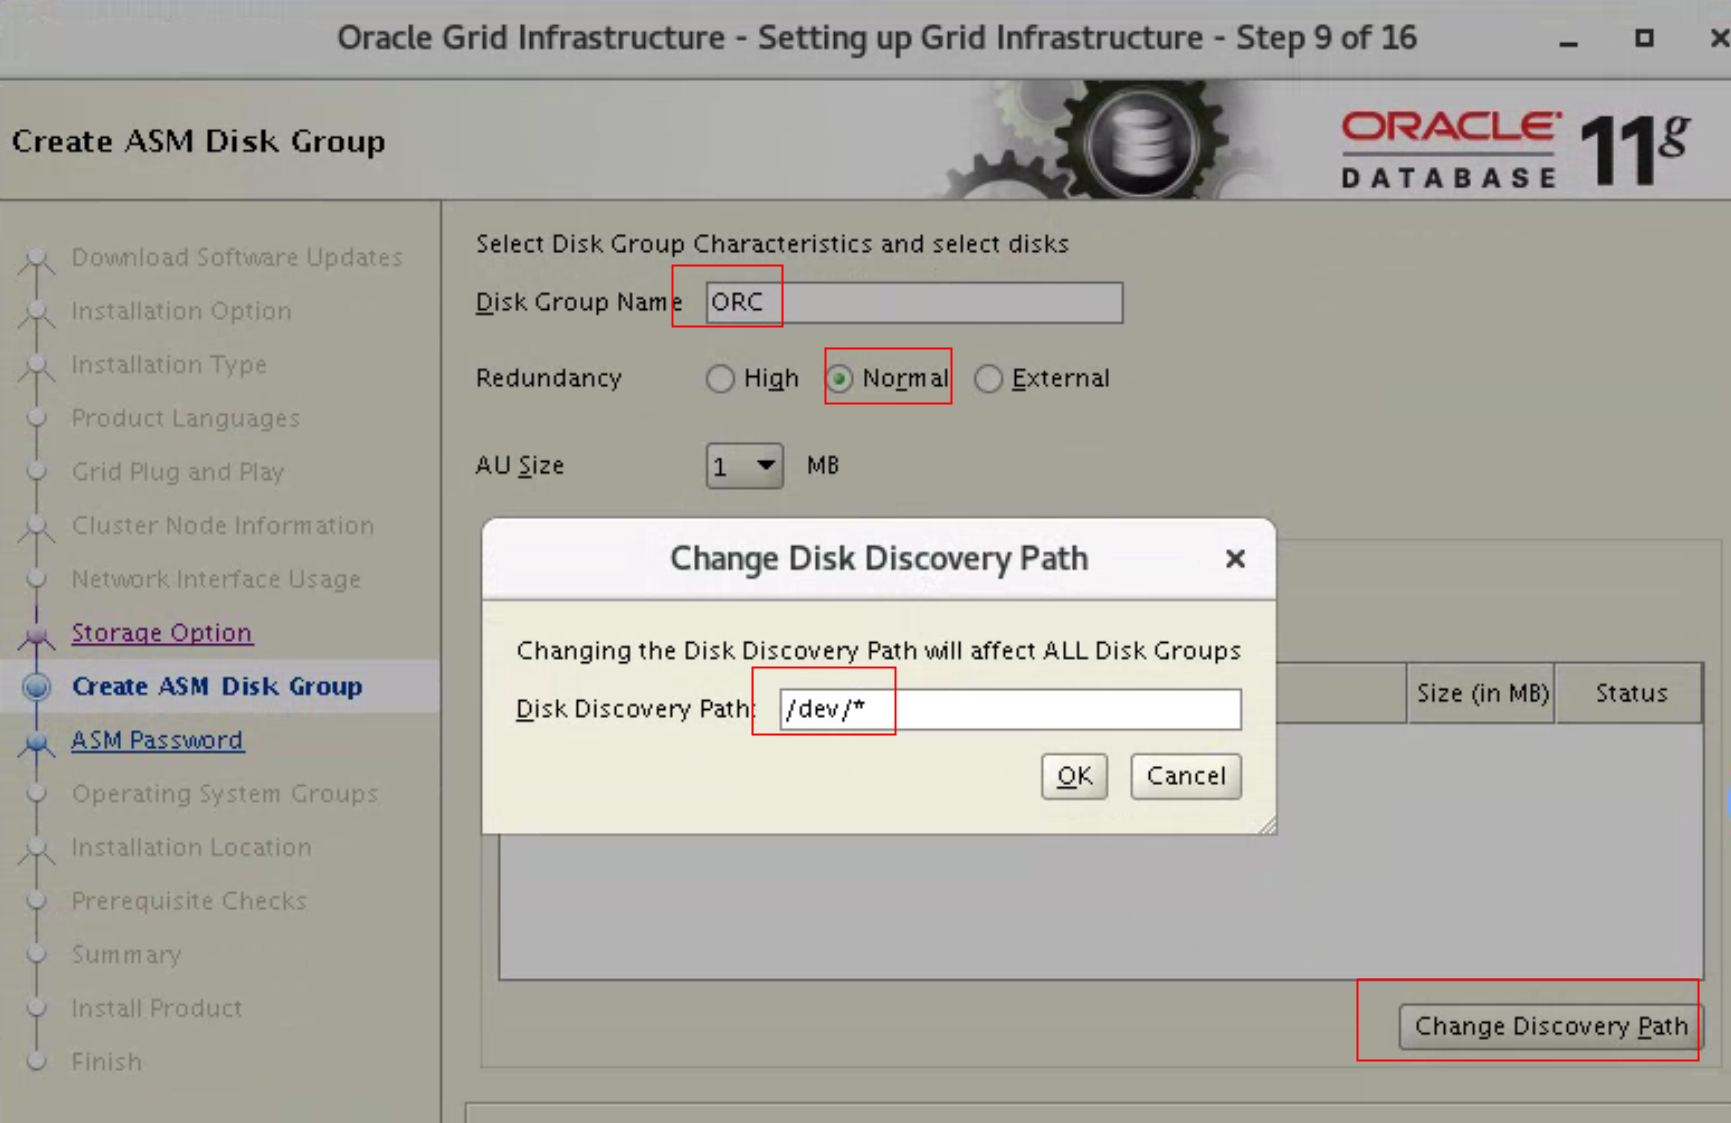 Oracle Grid Infrastructure - Setting up Grid Infrastructure - Step 9 of 16
Create ASM Disk Group
ORACLE
DATABASE
11g
Download Software Updates
Installation Option
Installation Type
Product Languages
Grid Plug and Play
Cluster Node Information
Network Interface Usage
Storage Option
Create ASM Disk Group
ASM Password
Operating System Groups
Installation Location
Prerequisite Checks
Summary
Install Product
Finish
Select Disk Group Characteristics and select disks
Disk Group Name ORC
Redundancy High Normal External
AU Size 1 MB
Change Disk Discovery Path
Changing the Disk Discovery Path will affect ALL Disk Groups
Disk Discovery Path: /dev/*
OK Cancel
Size (in MB) Status
Change Discovery Path